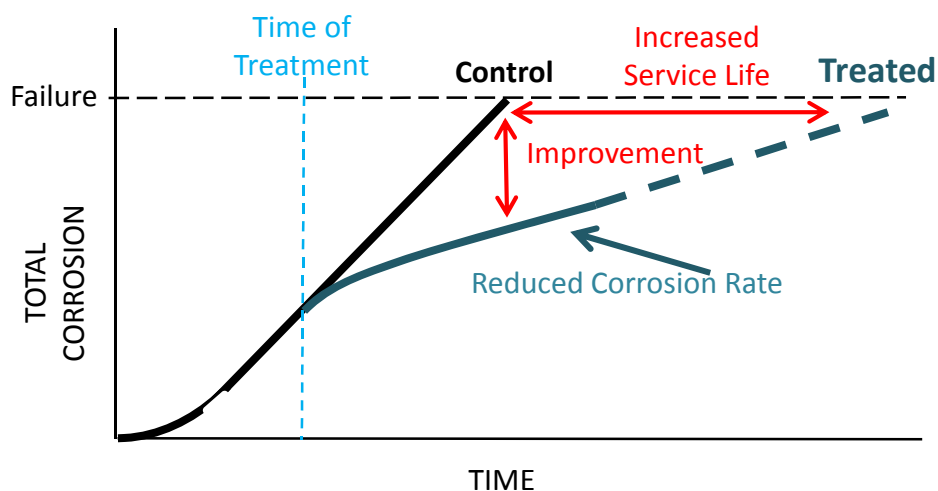 Time of
Treatment
Increased
Service Life
Control
Treated
Failure
Improvement
Reduced Corrosion Rate
TOTAL
CORROSION
TIME